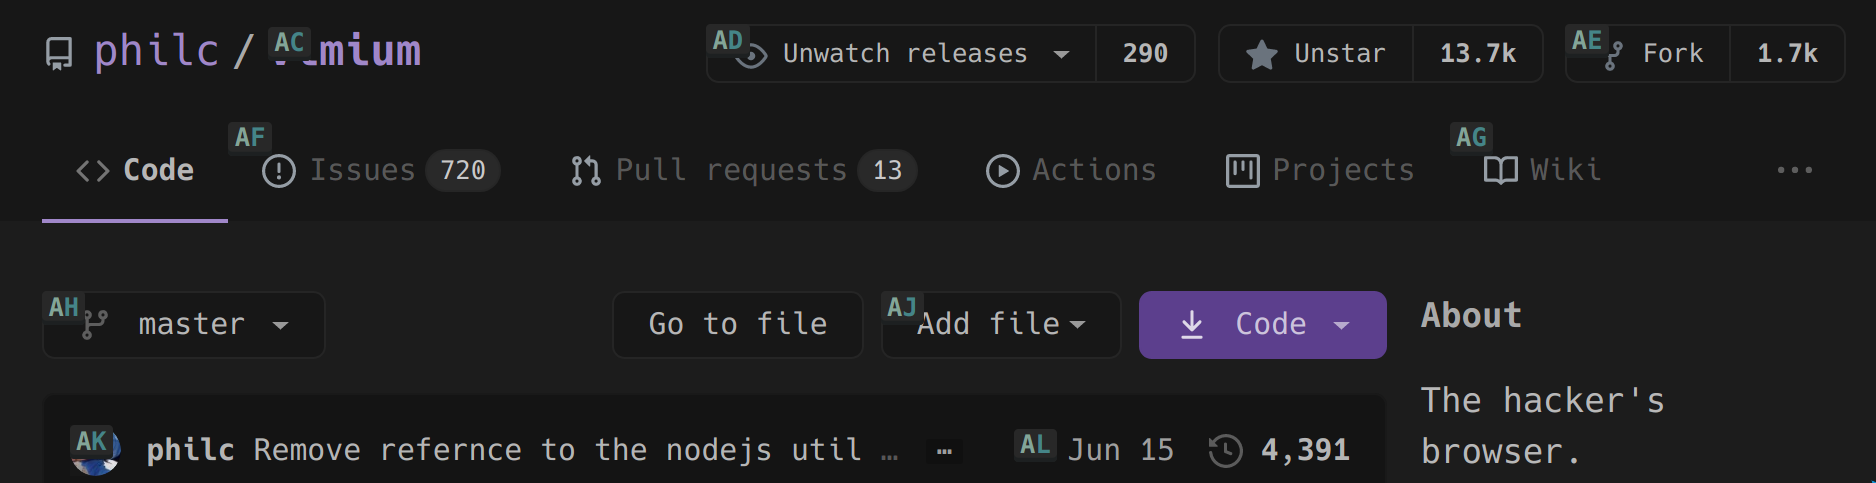 philc / AC mium AD Unwatch releases 290 Unstar 13.7k AE Fork 1.7k
Code AF Issues 720 Pull requests 13 Actions Projects AG Wiki ...
AH master Go to file AJ Add file Code About
The hacker's
browser.
AK philc Remove refernce to the nodejs util … … AL Jun 15 4,391